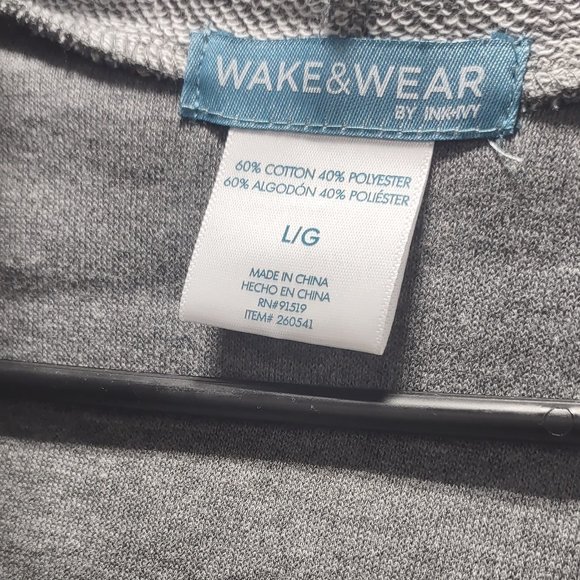 WAKE&WEAR
BY INK+IVY
60% COTTON 40% POLYESTER
60% ALGODÓN 40% POLIÉSTER
L/G
MADE IN CHINA
HECHO EN CHINA
RN#91519
ITEM# 260541